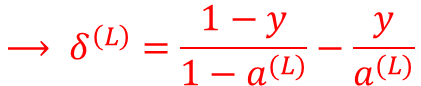 → δ^(L) = (1 − y)/(1 − a^(L)) − y/a^(L)